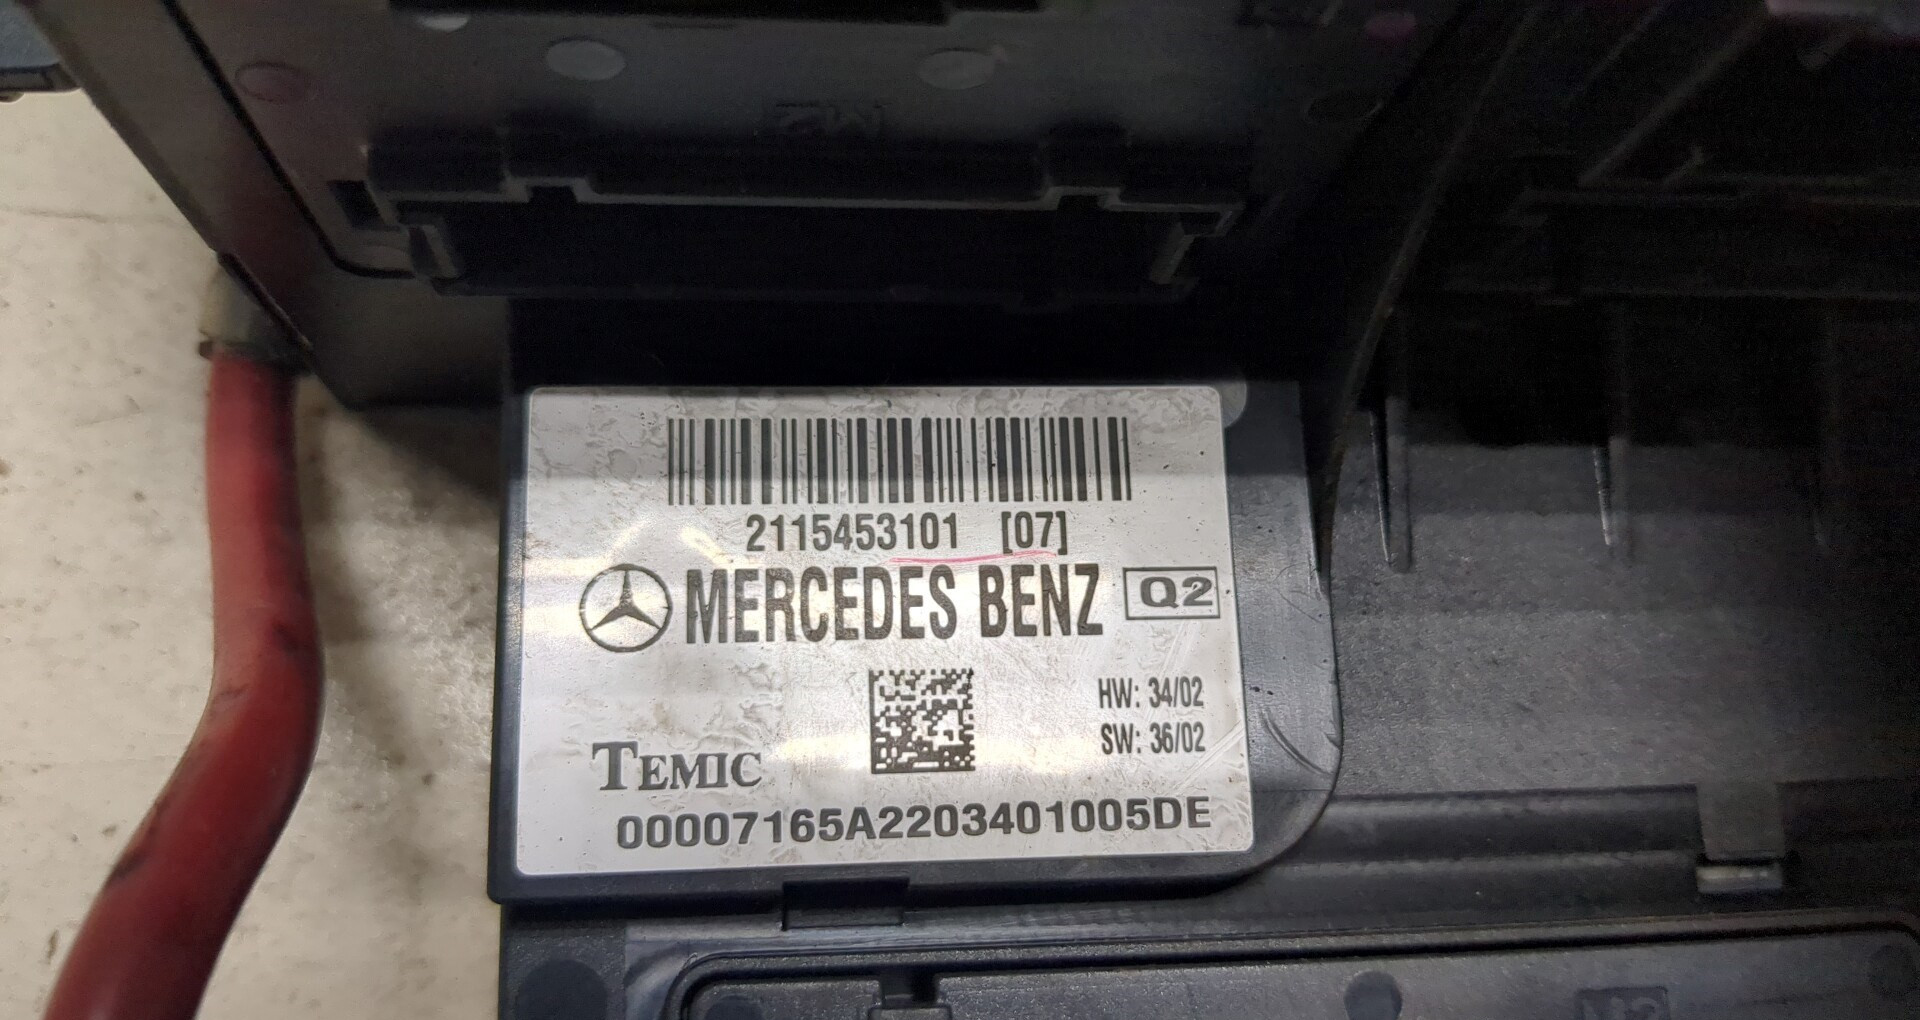 2115453101 [07]
MERCEDES BENZ Q2
HW: 34/02
SW: 36/02
TEMIC
00007165A2203401005DE